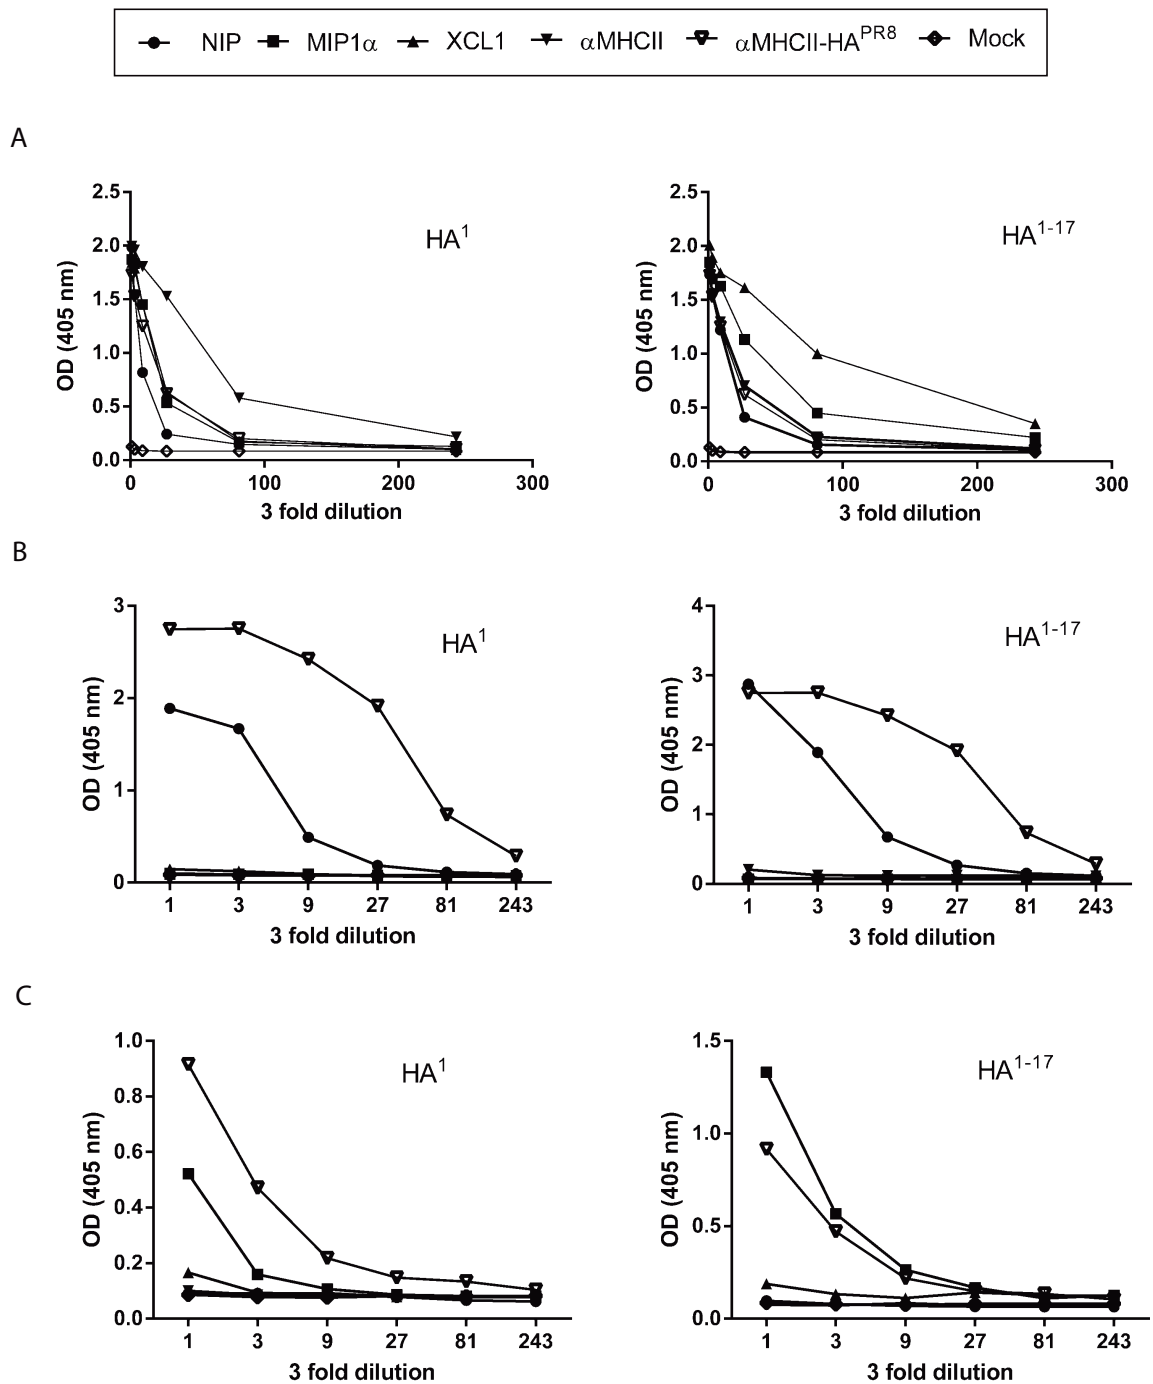 NIP MIP1α XCL1 αMHCII αMHCII-HA^PR8 Mock
A
2.5
2.0
1.5
1.0
0.5
0.0
HA^1
OD (405 nm)
0 100 200 300
3 fold dilution
2.5
2.0
1.5
1.0
0.5
0.0
HA^1-17
OD (405 nm)
0 100 200 300
3 fold dilution
B
3
2
1
0
HA^1
OD (405 nm)
1 3 9 27 81 243
3 fold dilution
4
3
2
1
0
HA^1-17
OD (405 nm)
1 3 9 27 81 243
3 fold dilution
C
1.0
0.8
0.6
0.4
0.2
0.0
HA^1
OD (405 nm)
1 3 9 27 81 243
3 fold dilution
1.5
1.0
0.5
0.0
HA^1-17
OD (405 nm)
1 3 9 27 81 243
3 fold dilution